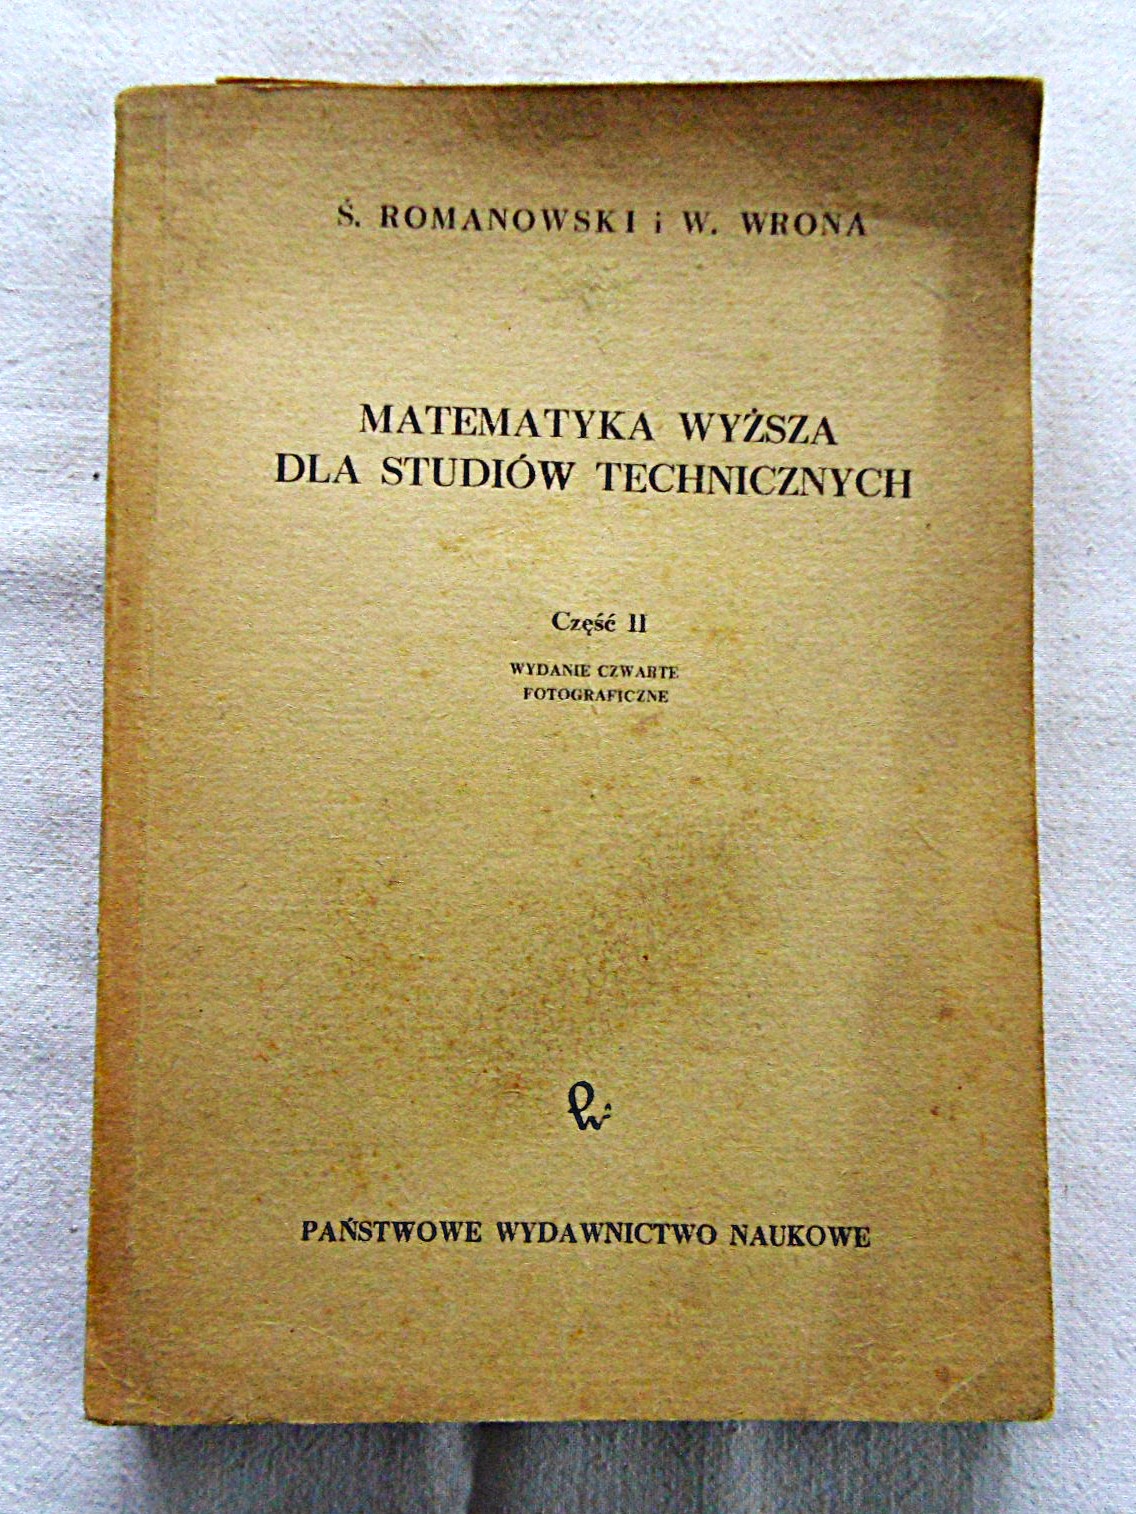 Ś. ROMANOWSKI i W. WRONA
MATEMATYKA WYŻSZA
DLA STUDIÓW TECHNICZNYCH
Część II
WYDANIE CZWARTE
FOTOGRAFICZNE
PAŃSTWOWE WYDAWNICTWO NAUKOWE